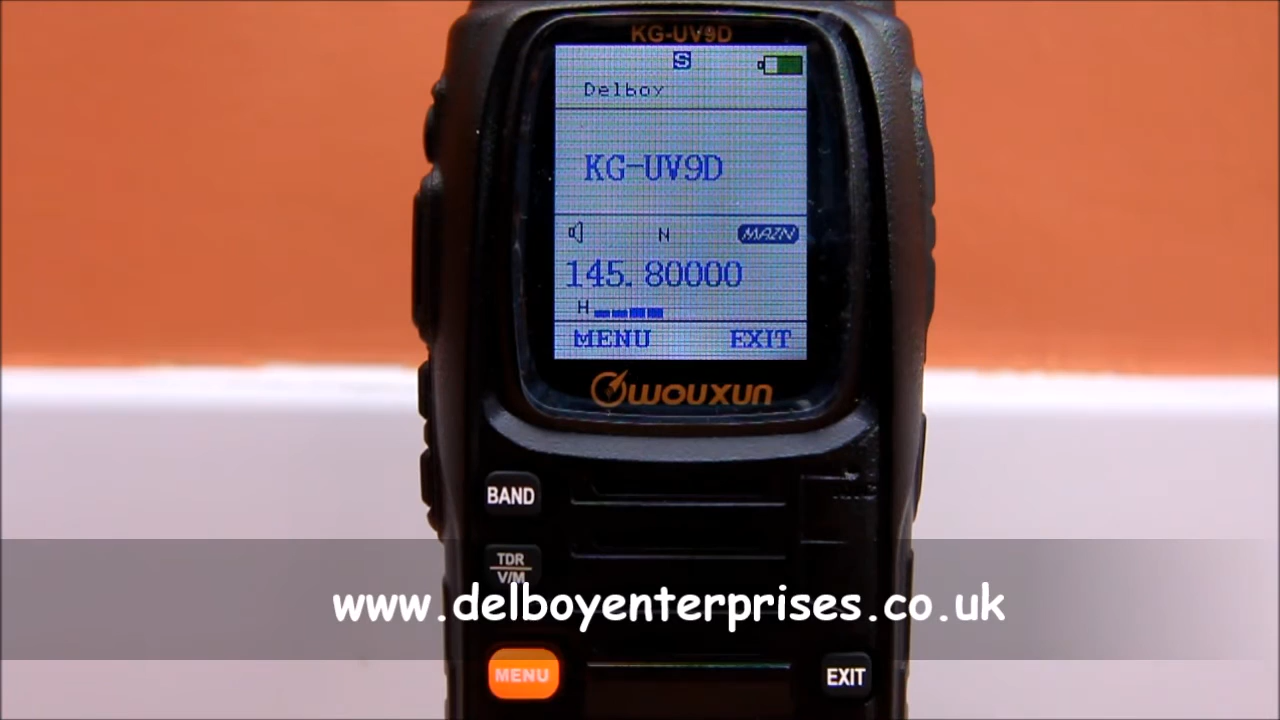 KG-UV9D
S
Delboy
KG-UV9D
N MAIN
145.80000
H
MENU EXIT
WOUXUN
BAND
TDR
V/M
www.delboyenterprises.co.uk
MENU EXIT